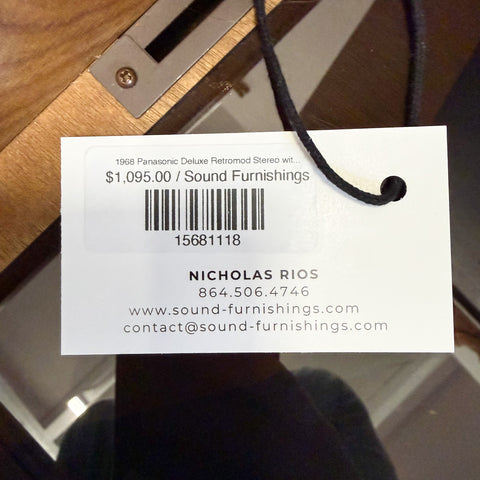 1968 Panasonic Deluxe Retromod Stereo wit...
$1,095.00 / Sound Furnishings
15681118
NICHOLAS RIOS
864.506.4746
www.sound-furnishings.com
contact@sound-furnishings.com